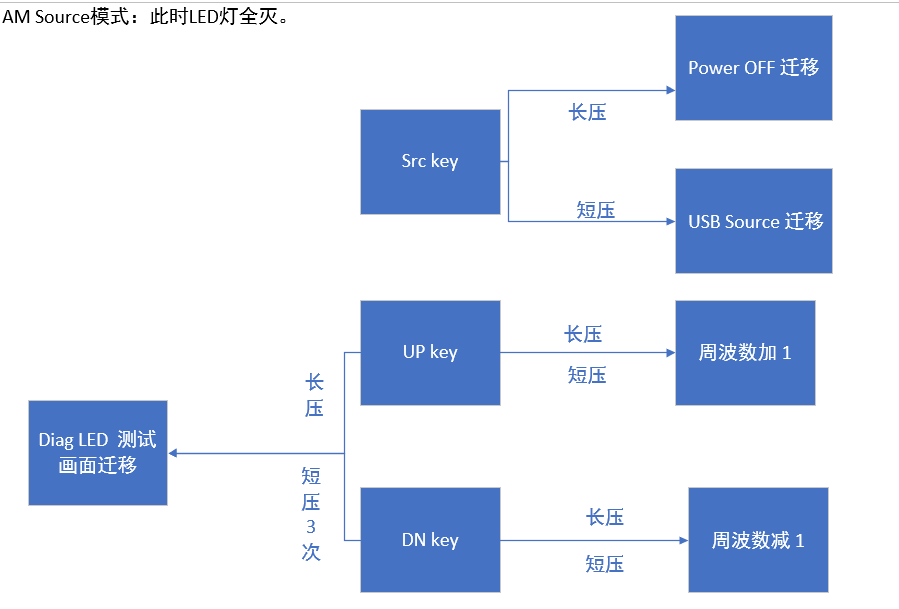 AM Source模式：此时LED灯全灭。
Power OFF 迁移
长压
Src key
短压
USB Source 迁移
UP key
长压
短压
周波数加 1
长
压
Diag LED 测试
画面迁移
短
压
3
次
DN key
长压
短压
周波数减 1